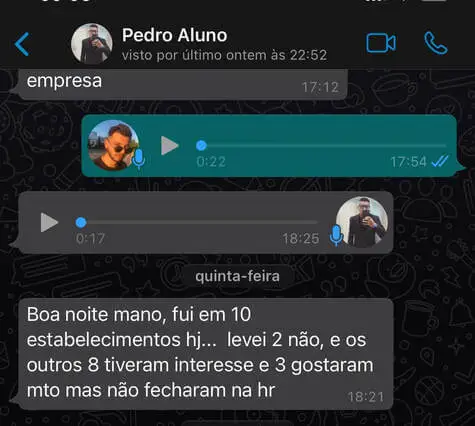 Pedro Aluno
visto por último ontem às 22:52
empresa
17:12
0:22
17:54
0:17
18:25
quinta-feira
Boa noite mano, fui em 10
estabelecimentos hj... levei 2 não, e os
outros 8 tiveram interesse e 3 gostaram
mto mas não fecharam na hr
18:21